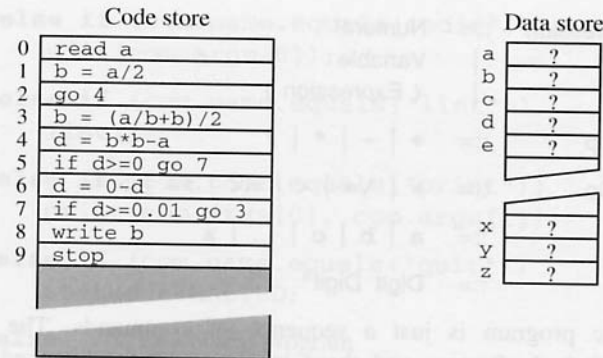 Code store
0 read a
1 b = a/2
2 go 4
3 b = (a/b+b)/2
4 d = b*b-a
5 if d>=0 go 7
6 d = 0-d
7 if d>=0.01 go 3
8 write b
9 stop
Data store
a ?
b ?
c ?
d ?
e ?
x ?
y ?
z ?